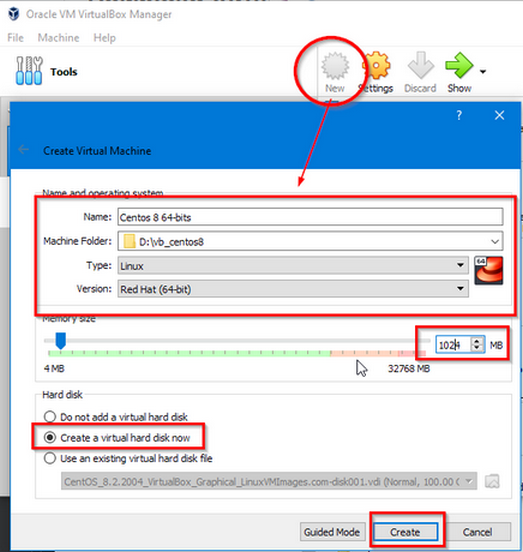 Oracle VM VirtualBox Manager
File Machine
Tools
New Settings Discard Show
?
Create Virtual Machine
Name and operating system
Name: Centos 8 64-bits
Machine Folder: D:\vb_centos8
Type: Linux
64
Version: Red Hat (64-bit)
Memory size
1024 MB
4 MB 32768 MB
Hard disk
Do not add a virtual hard disk
Create a virtual hard disk now
Use an existing virtual hard disk file
CentOS_8.2.2004_VirtualBox_Graphical_LinuxVMImages.com-disk001.vdi (Normal, 100.00 G
Guided Mode Create Cancel